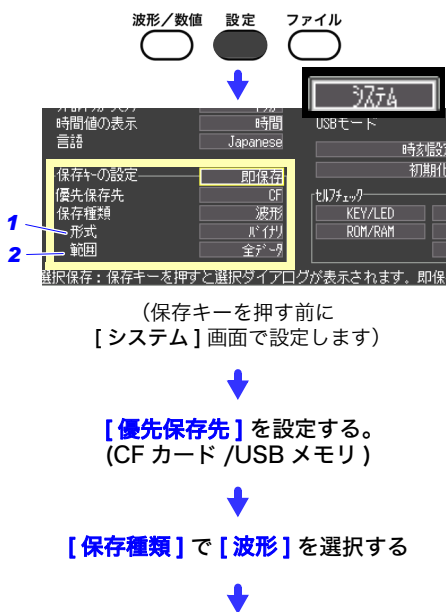 波形／数値 設定 ファイル
システム
時間値の表示 時間 USBモード
言語 Japanese
時刻設定
保存キーの設定 即保存 初期化
優先保存先 CF セルフチェック
保存種類 波形 KEY/LED
1 形式 バイナリ ROM/RAM
2 範囲 全データ
選択保存：保存キーを押すと選択ダイアログが表示されます。即保
（保存キーを押す前に
[ システム ] 画面で設定します）
[ 優先保存先 ] を設定する。
(CF カード /USB メモリ )
[ 保存種類 ] で [ 波形 ] を選択する